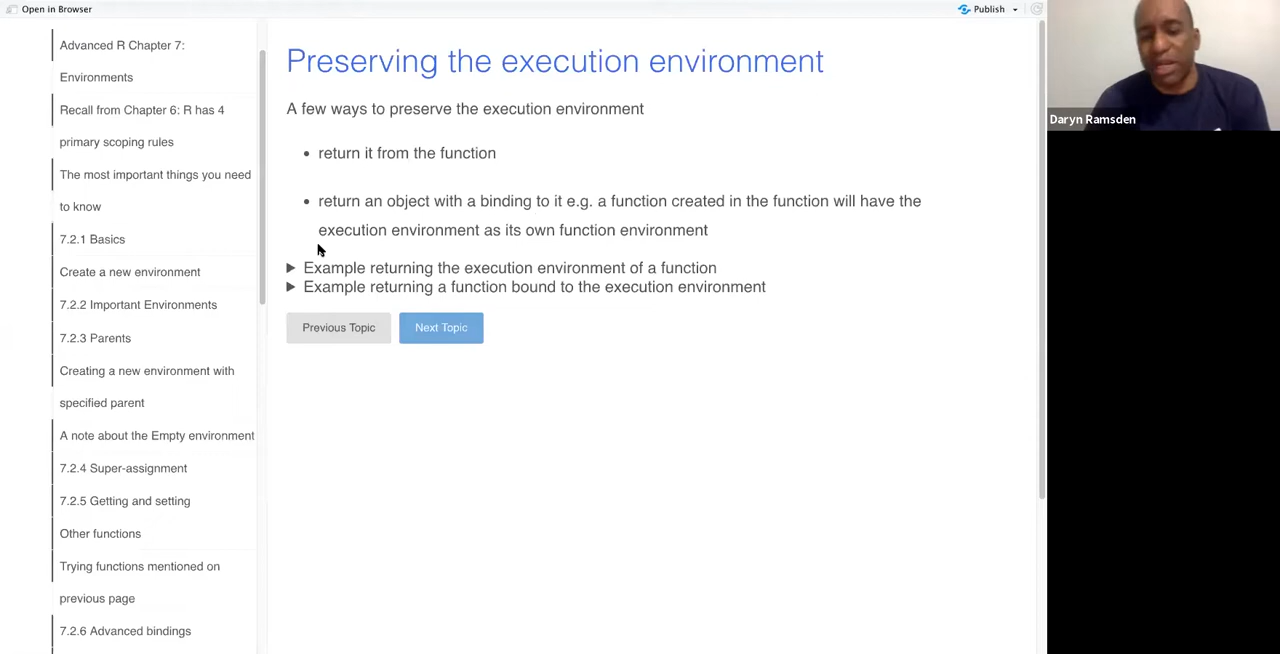 Open in Browser
Publish
Advanced R Chapter 7:
Environments
Recall from Chapter 6: R has 4
primary scoping rules
The most important things you need
to know
7.2.1 Basics
Create a new environment
7.2.2 Important Environments
7.2.3 Parents
Creating a new environment with
specified parent
A note about the Empty environment
7.2.4 Super-assignment
7.2.5 Getting and setting
Other functions
Trying functions mentioned on
previous page
7.2.6 Advanced bindings
Preserving the execution environment
A few ways to preserve the execution environment
return it from the function
return an object with a binding to it e.g. a function created in the function will have the
execution environment as its own function environment
Example returning the execution environment of a function
Example returning a function bound to the execution environment
Previous Topic
Next Topic
Daryn Ramsden